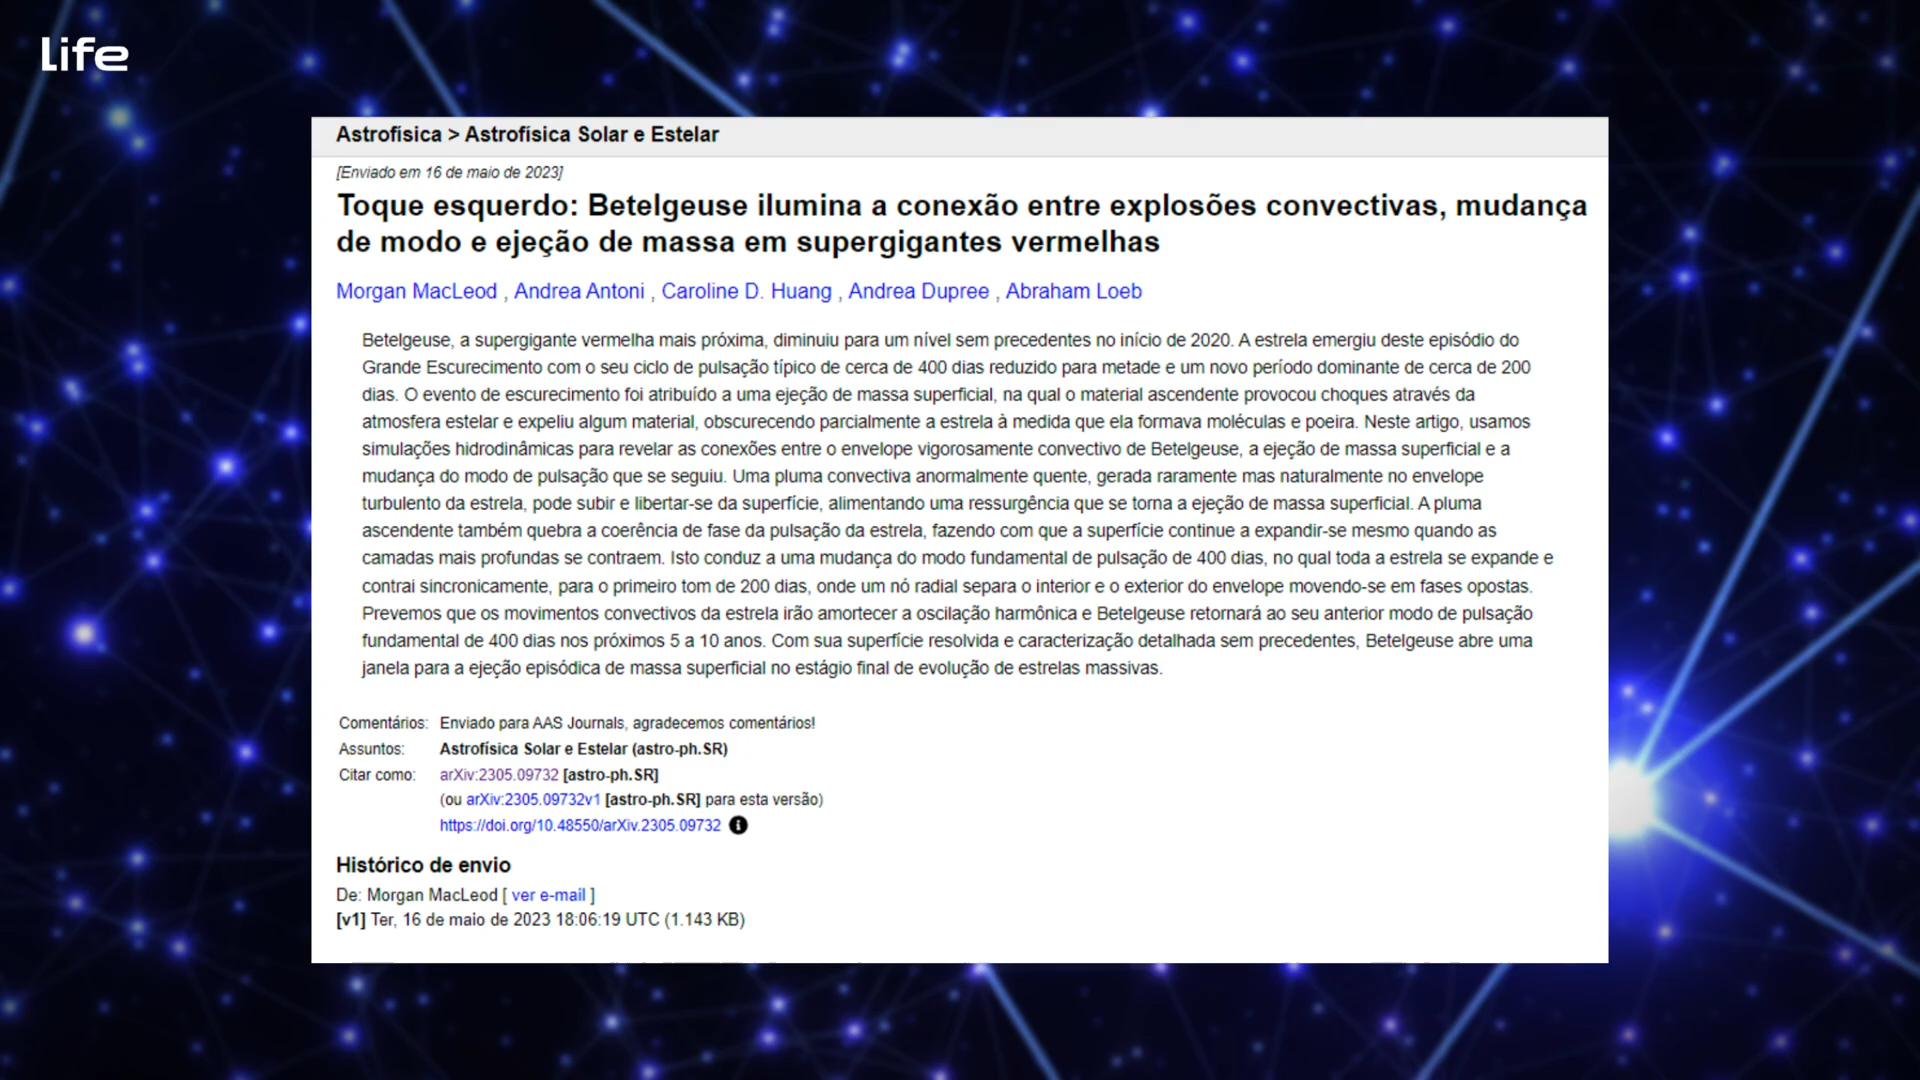 life
Astrofísica > Astrofísica Solar e Estelar
[Enviado em 16 de maio de 2023]
Toque esquerdo: Betelgeuse ilumina a conexão entre explosões convectivas, mudança
de modo e ejeção de massa em supergigantes vermelhas
Morgan MacLeod , Andrea Antoni , Caroline D. Huang , Andrea Dupree , Abraham Loeb
Betelgeuse, a supergigante vermelha mais próxima, diminuiu para um nível sem precedentes no início de 2020. A estrela emergiu deste episódio do
Grande Escurecimento com o seu ciclo de pulsação típico de cerca de 400 dias reduzido para metade e um novo período dominante de cerca de 200
dias. O evento de escurecimento foi atribuído a uma ejeção de massa superficial, na qual o material ascendente provocou choques através da
atmosfera estelar e expeliu algum material, obscurecendo parcialmente a estrela à medida que ela formava moléculas e poeira. Neste artigo, usamos
simulações hidrodinâmicas para revelar as conexões entre o envelope vigorosamente convectivo de Betelgeuse, a ejeção de massa superficial e a
mudança do modo de pulsação que se seguiu. Uma pluma convectiva anormalmente quente, gerada raramente mas naturalmente no envelope
turbulento da estrela, pode subir e libertar-se da superfície, alimentando uma ressurgência que se torna a ejeção de massa superficial. A pluma
ascendente também quebra a coerência de fase da pulsação da estrela, fazendo com que a superfície continue a expandir-se mesmo quando as
camadas mais profundas se contraem. Isto conduz a uma mudança do modo fundamental de pulsação de 400 dias, no qual toda a estrela se expande e
contrai sincronicamente, para o primeiro tom de 200 dias, onde um nó radial separa o interior e o exterior do envelope movendo-se em fases opostas.
Prevemos que os movimentos convectivos da estrela irão amortecer a oscilação harmônica e Betelgeuse retornará ao seu anterior modo de pulsação
fundamental de 400 dias nos próximos 5 a 10 anos. Com sua superfície resolvida e caracterização detalhada sem precedentes, Betelgeuse abre uma
janela para a ejeção episódica de massa superficial no estágio final de evolução de estrelas massivas.
Comentários: Enviado para AAS Journals, agradecemos comentários!
Assuntos: Astrofísica Solar e Estelar (astro-ph.SR)
Citar como: arXiv:2305.09732 [astro-ph.SR]
(ou arXiv:2305.09732v1 [astro-ph.SR] para esta versão)
https://doi.org/10.48550/arXiv.2305.09732
Histórico de envio
De: Morgan MacLeod [ ver e-mail ]
[v1] Ter, 16 de maio de 2023 18:06:19 UTC (1.143 KB)